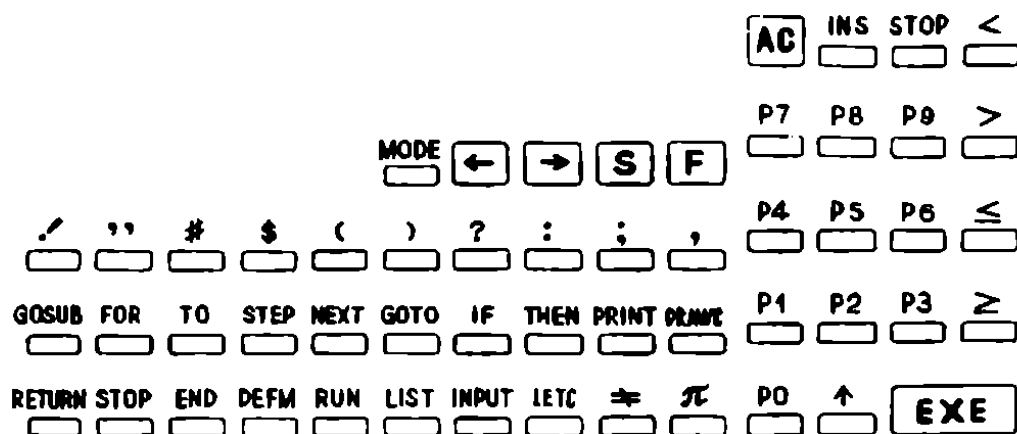 AC INS STOP <
P7 P8 P9 >
MODE ← → S F
P4 P5 P6 ≤
! " # $ ( ) ? : ; ,
P1 P2 P3 ≥
GOSUB FOR TO STEP NEXT GOTO IF THEN PRINT
RETURN STOP END DEFM RUN LIST INPUT ≠ π P0 ↑ EXE